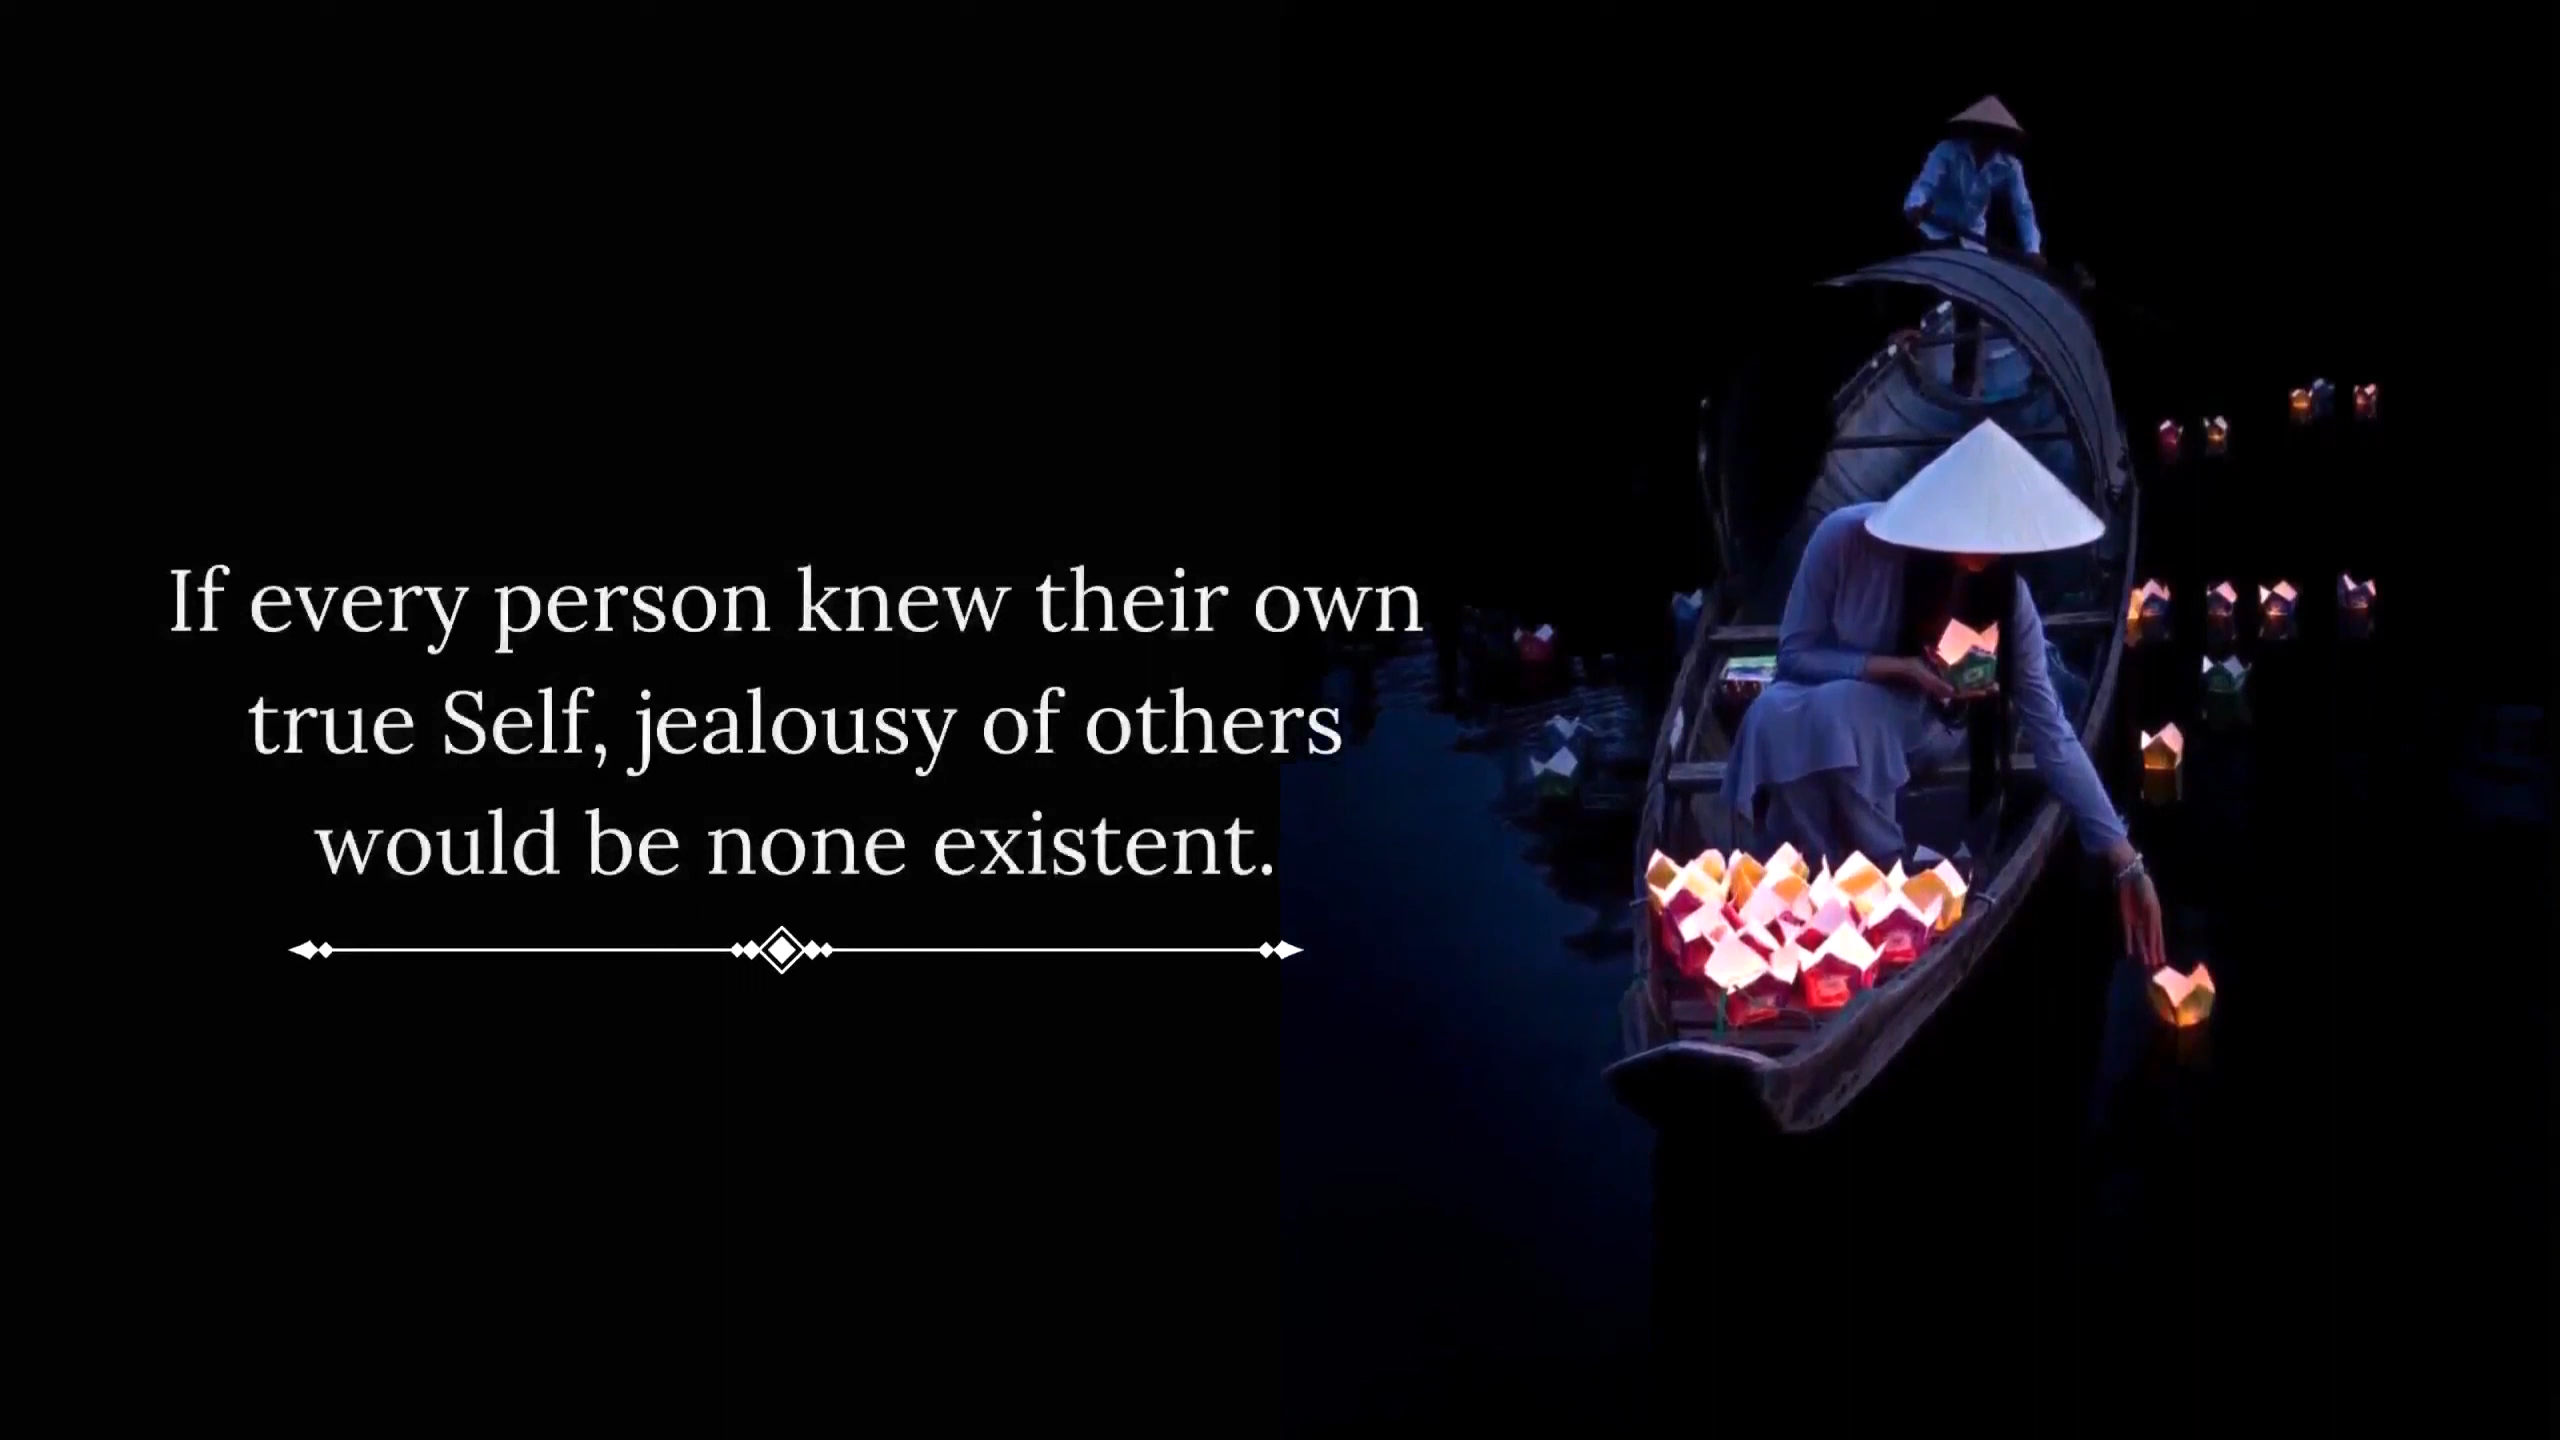 If every person knew their own
true Self, jealousy of others
would be none existent.